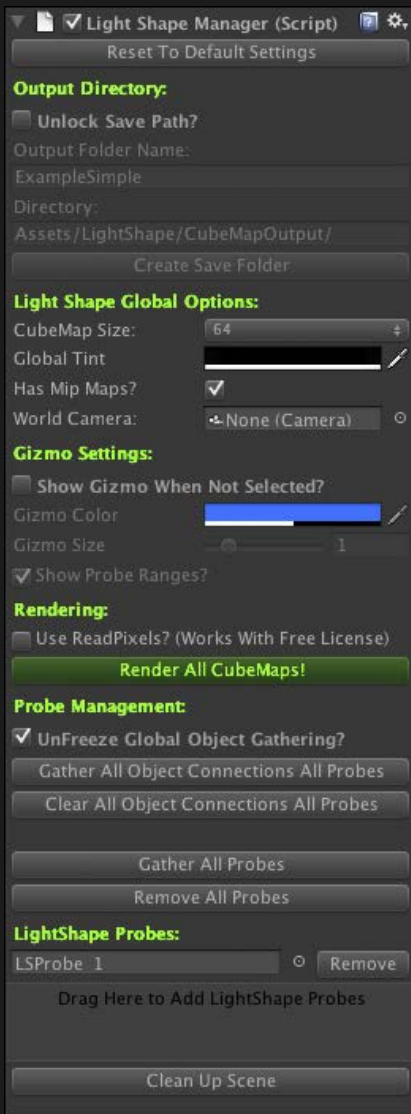 Light Shape Manager (Script)
Reset To Default Settings
Output Directory:
Unlock Save Path?
Output Folder Name:
ExampleSimple
Directory:
Assets/LightShape/CubeMapOutput/
Create Save Folder
Light Shape Global Options:
CubeMap Size: 64
Global Tint
Has Mip Maps?
World Camera: None (Camera)
Gizmo Settings:
Show Gizmo When Not Selected?
Gizmo Color
Gizmo Size 1
Show Probe Ranges?
Rendering:
Use ReadPixels? (Works With Free License)
Render All CubeMaps!
Probe Management:
UnFreeze Global Object Gathering?
Gather All Object Connections All Probes
Clear All Object Connections All Probes
Gather All Probes
Remove All Probes
LightShape Probes:
LSProbe 1 Remove
Drag Here to Add LightShape Probes
Clean Up Scene